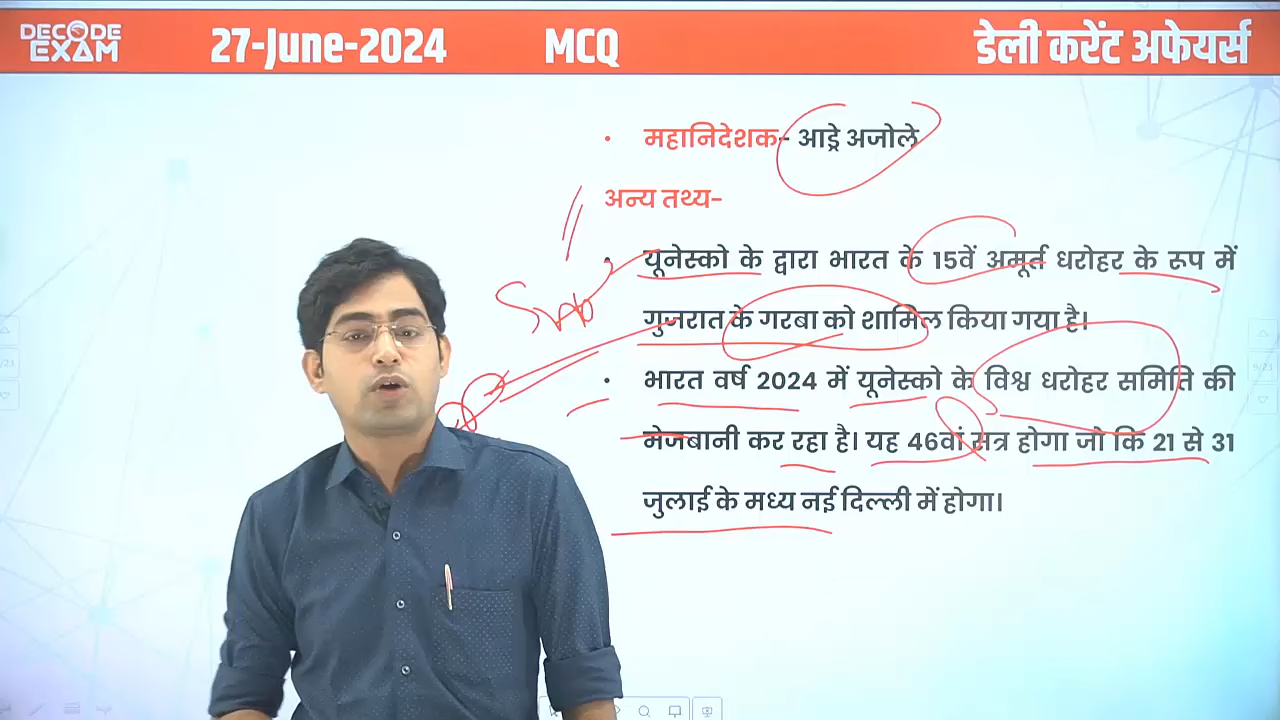 DECODE EXAM
27-June-2024 MCQ डेली करेंट अफेयर्स
• महानिदेशक- आड्रे अजोले
अन्य तथ्य-
• यूनेस्को के द्वारा भारत के 15वें अमूर्त धरोहर के रूप में
गुजरात के गरबा को शामिल किया गया है।
• भारत वर्ष 2024 में यूनेस्को के विश्व धरोहर समिति की
मेजबानी कर रहा है। यह 46वां सत्र होगा जो कि 21 से 31
जुलाई के मध्य नई दिल्ली में होगा।